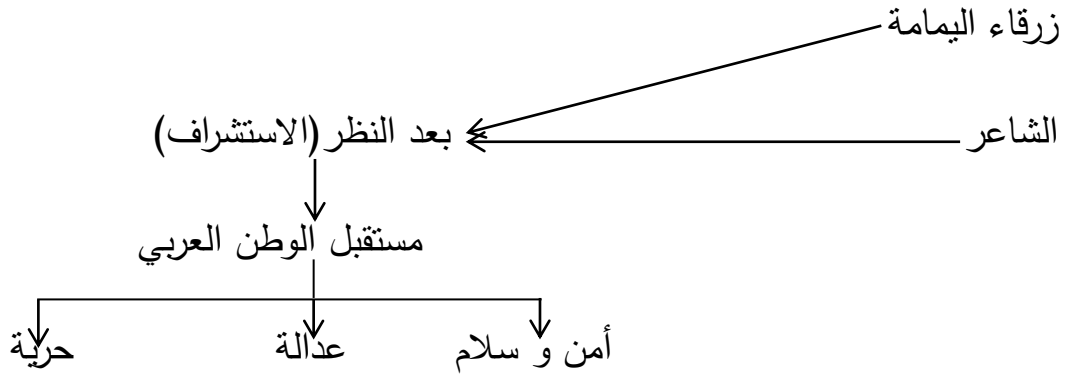 زرقاء اليمامة
الشاعر بعد النظر (الاستشراف)
مستقبل الوطن العربي
أمن و سلام عدالة حرية